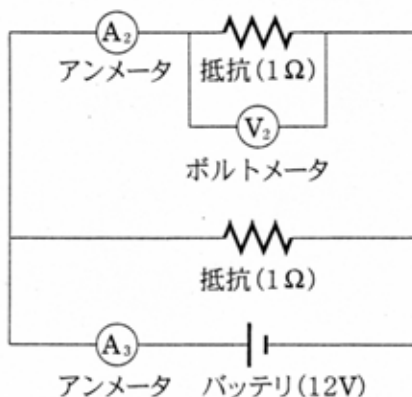 A₂
アンメータ 抵抗(1Ω)
V₂
ボルトメータ
抵抗(1Ω)
A₃
アンメータ バッテリ(12V)